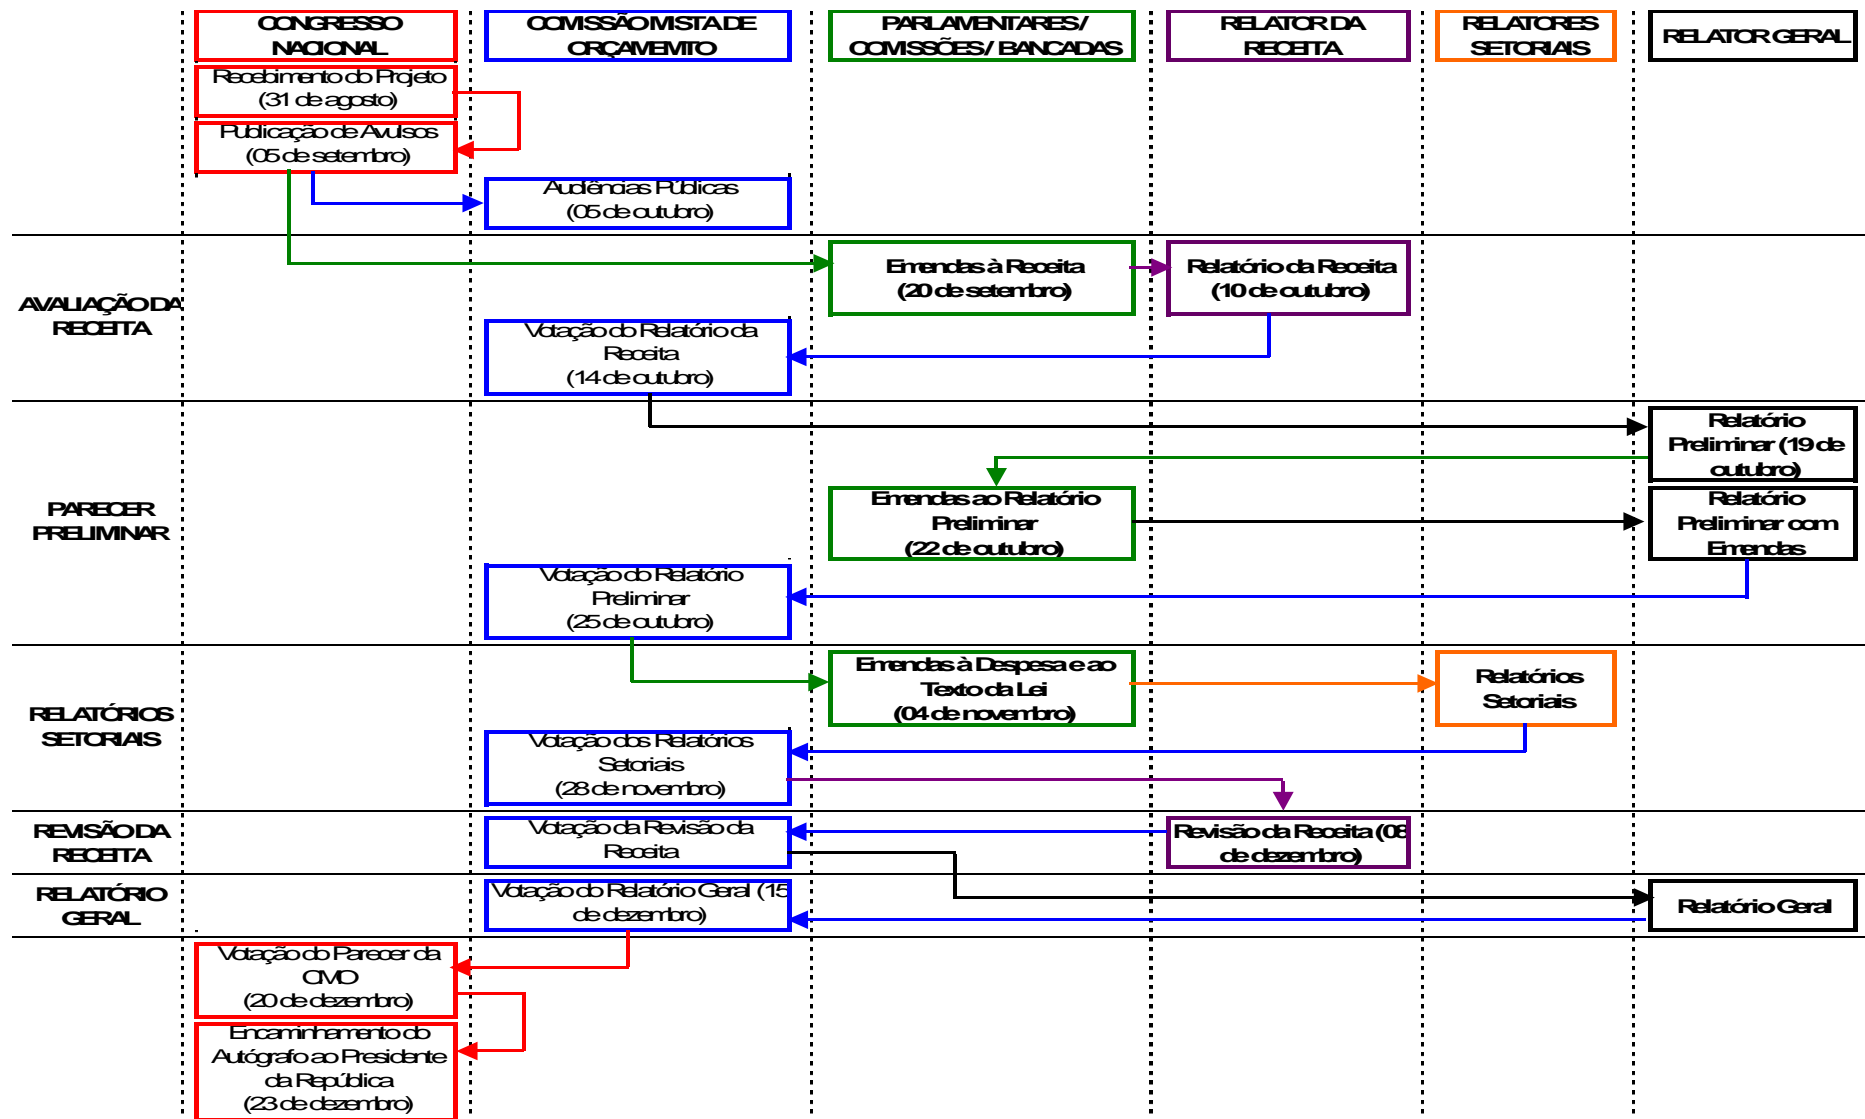 CONGRESSO
NACIONAL
COMISSÃO MISTA DE
ORÇAMEMTO
PARLAMENTARES /
COMISSÕES / BANCADAS
RELATOR DA
RECEITA
RELATORES
SETORIAIS
RELATOR GERAL
Recebimento do Projeto
(31 de agosto)
Publicação de Avulsos
(05 de setembro)
Audiências Públicas
(05 de outubro)
AVALIAÇÃO DA
RECEITA
Emendas à Receita
(20 de setembro)
Relatório da Receita
(10 de outubro)
Votação do Relatório da
Receita
(14 de outubro)
PARECER
PRELIMINAR
Relatório
Preliminar (19 de
outubro)
Emendas ao Relatório
Preliminar
(22 de outubro)
Relatório
Preliminar com
Emendas
Votação do Relatório
Preliminar
(25 de outubro)
RELATÓRIOS
SETORIAIS
Emendas à Despesa e ao
Texto da Lei
(04 de novembro)
Relatórios
Setoriais
Votação dos Relatórios
Setoriais
(28 de novembro)
REVISÃO DA
RECEITA
Votação da Revisão da
Receita
Revisão da Receita (08
de dezembro)
RELATÓRIO
GERAL
Votação do Relatório Geral (15
de dezembro)
Relatório Geral
Votação do Parecer da
CMO
(20 de dezembro)
Encaminhamento do
Autógrafo ao Presidente
da República
(23 de dezembro)